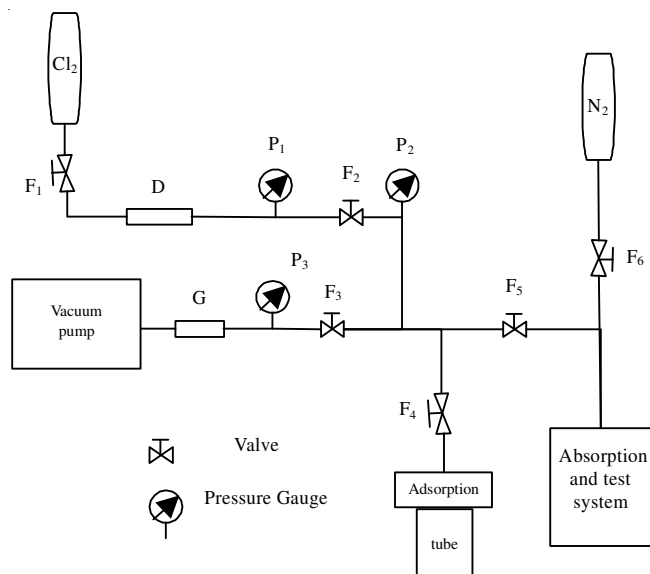 Cl₂
N₂
P₁
P₂
F₂
F₁
D
P₃
F₆
G
F₃
F₅
Vacuum
pump
F₄
Valve
Absorption
and test
system
Adsorption
Pressure Gauge
tube